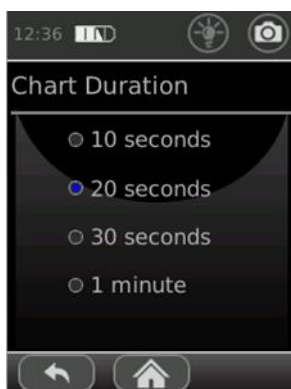 12:36
Chart Duration
10 seconds
20 seconds
30 seconds
1 minute